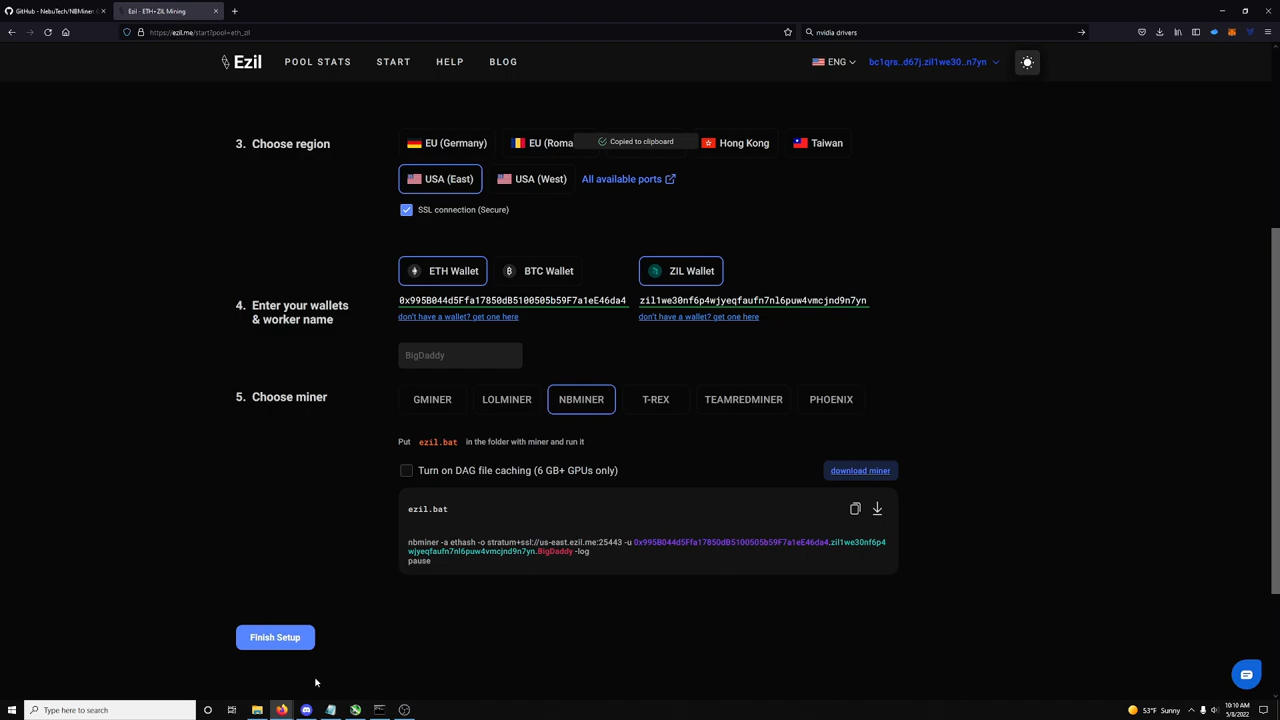 GitHub - NebuTech/NBMiner
Ezil - ETH+ZIL Mining
https://ezil.me/start?pool=eth_zil
nvidia drivers
Ezil POOL STATS START HELP BLOG ENG bc1qrs..d67j.zil1we30..n7yn
3. Choose region
EU (Germany) EU (Roma Copied to clipboard Hong Kong Taiwan
USA (East) USA (West) All available ports
SSL connection (Secure)
ETH Wallet BTC Wallet ZIL Wallet
4. Enter your wallets & worker name
0x995B044d5Ffa17850dB5100505b59F7a1eE46da4 zil1we30nf6p4wjyeqfaufn7nl6puw4vmcjnd9n7yn
don't have a wallet? get one here don't have a wallet? get one here
BigDaddy
5. Choose miner
GMINER LOLMINER NBMINER T-REX TEAMREDMINER PHOENIX
Put ezil.bat in the folder with miner and run it
Turn on DAG file caching (6 GB+ GPUs only) download miner
ezil.bat
nbminer -a ethash -o stratum+ssl://us-east.ezil.me:25443 -u 0x995B044d5Ffa17850dB5100505b59F7a1eE46da4.zil1we30nf6p4
wjyeqfaufn7nl6puw4vmcjnd9n7yn.BigDaddy -log
pause
Finish Setup
Type here to search
53°F Sunny
10:10 AM
5/8/2022